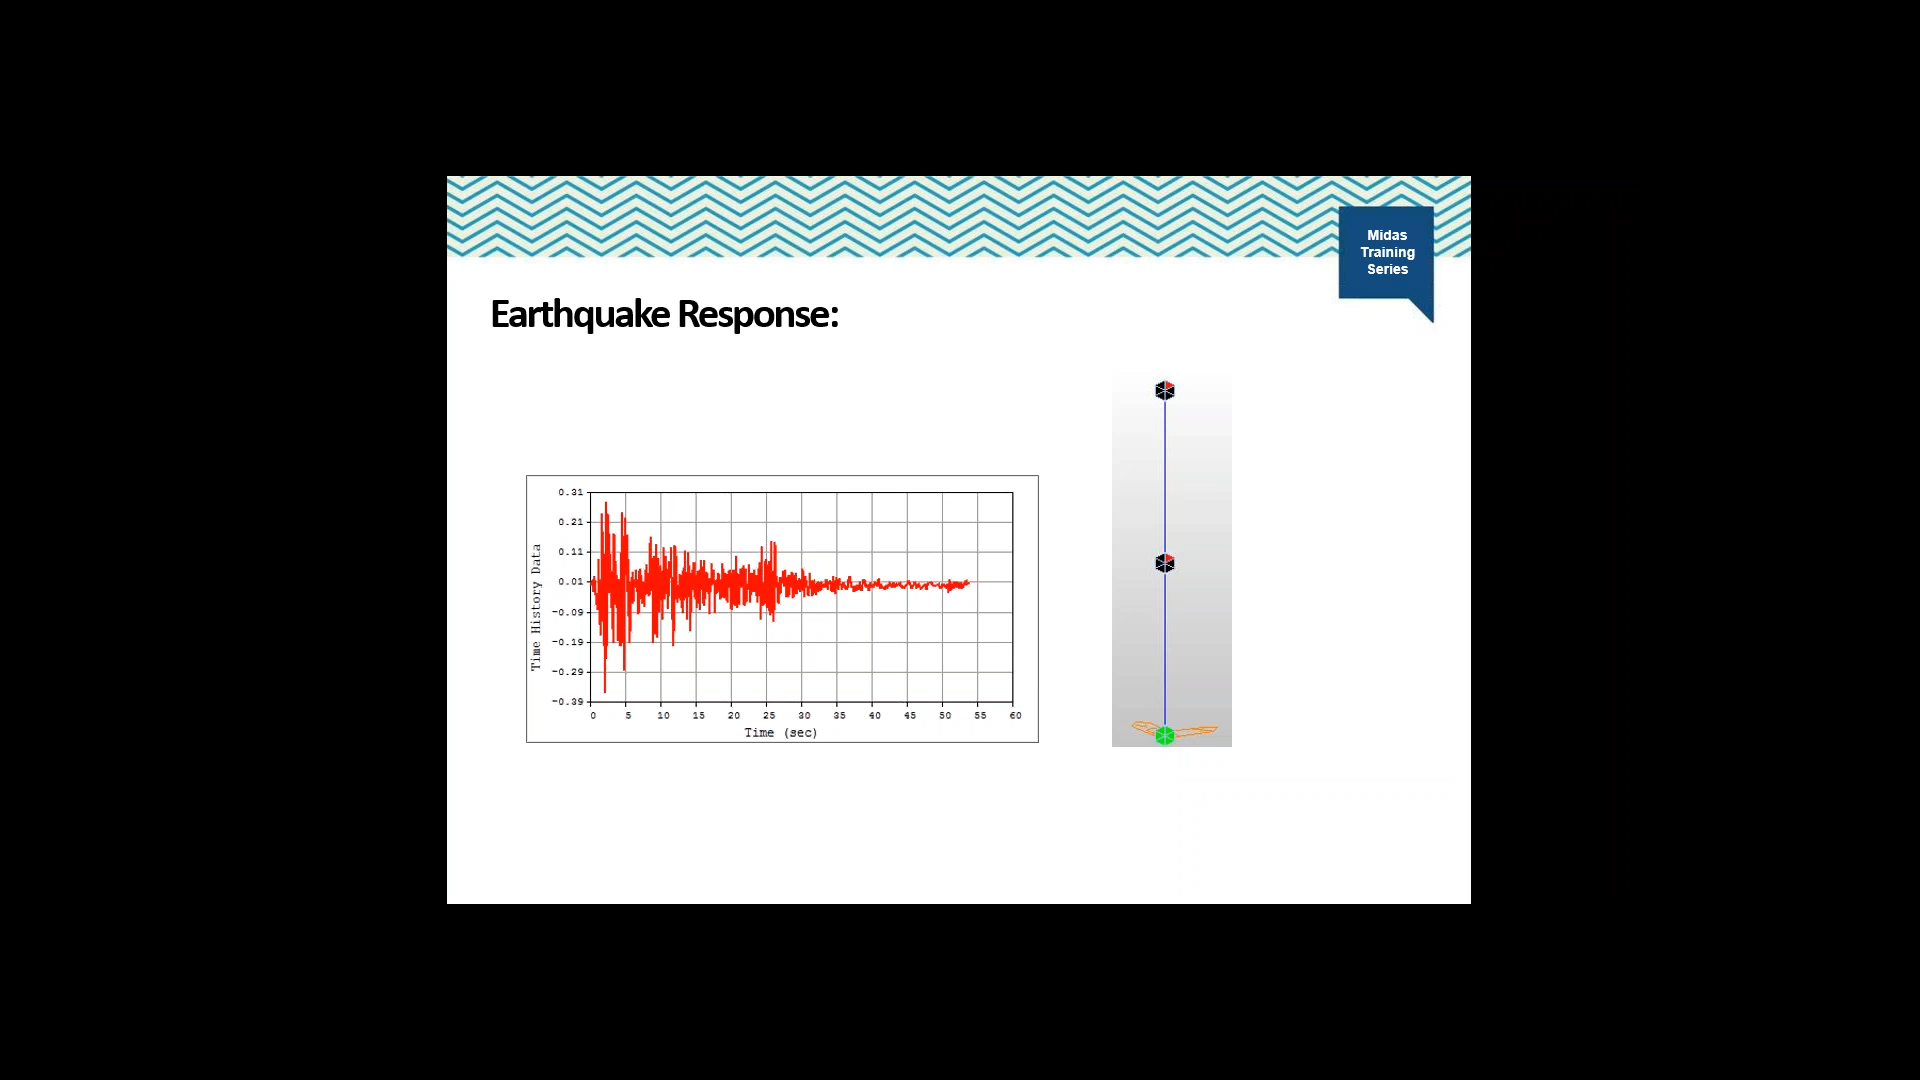 Midas
Training
Series
Earthquake Response:
0.31
0.21
0.11
0.01
-0.09
-0.19
-0.29
-0.39
Time History Data
0 5 10 15 20 25 30 35 40 45 50 55 60
Time (sec)